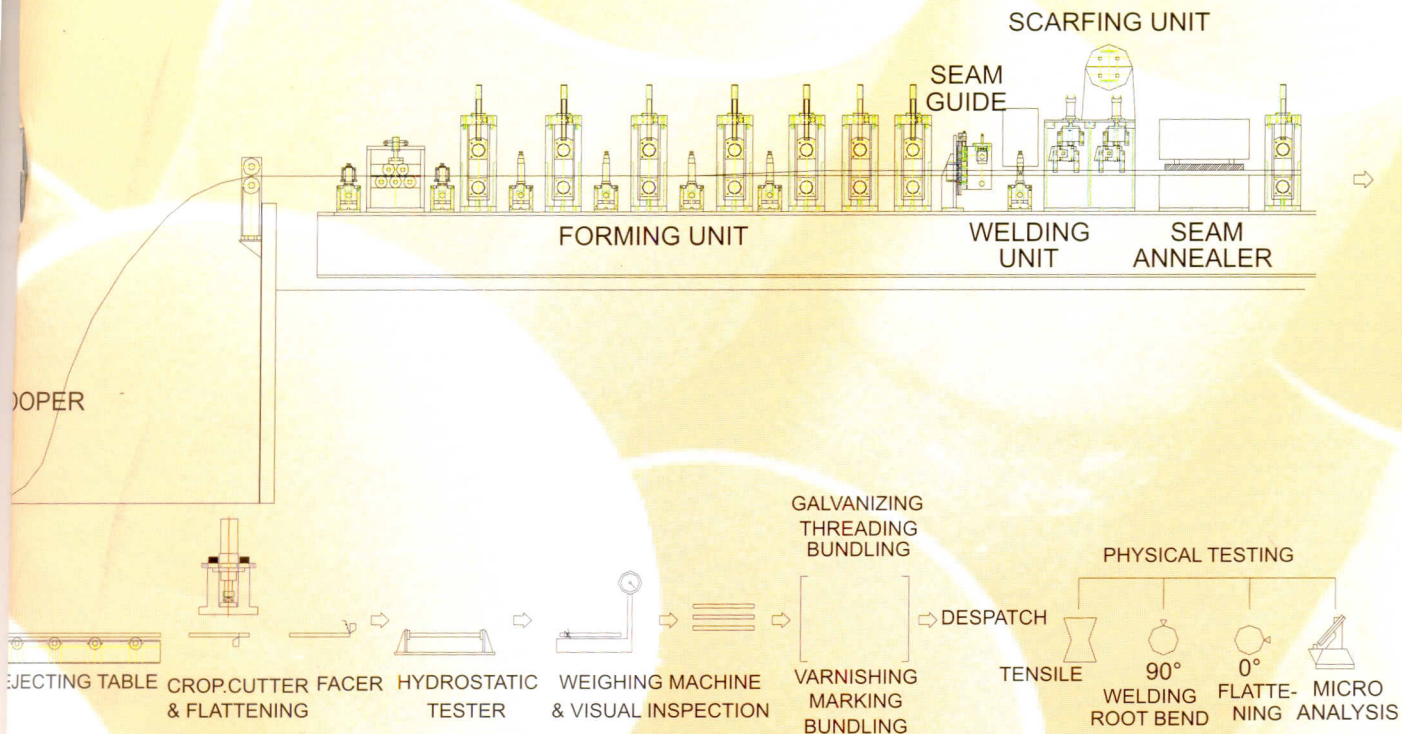 SCARFING UNIT
SEAM
GUIDE
FORMING UNIT
WELDING
UNIT
SEAM
ANNEALER
OOPER
GALVANIZING
THREADING
BUNDLING
PHYSICAL TESTING
DESPATCH
EJECTING TABLE
CROP.CUTTER
& FLATTENING
FACER
HYDROSTATIC
TESTER
WEIGHING MACHINE
& VISUAL INSPECTION
VARNISHING
MARKING
BUNDLING
TENSILE
90°
WELDING
ROOT BEND
0°
FLATTE-
NING
MICRO
ANALYSIS